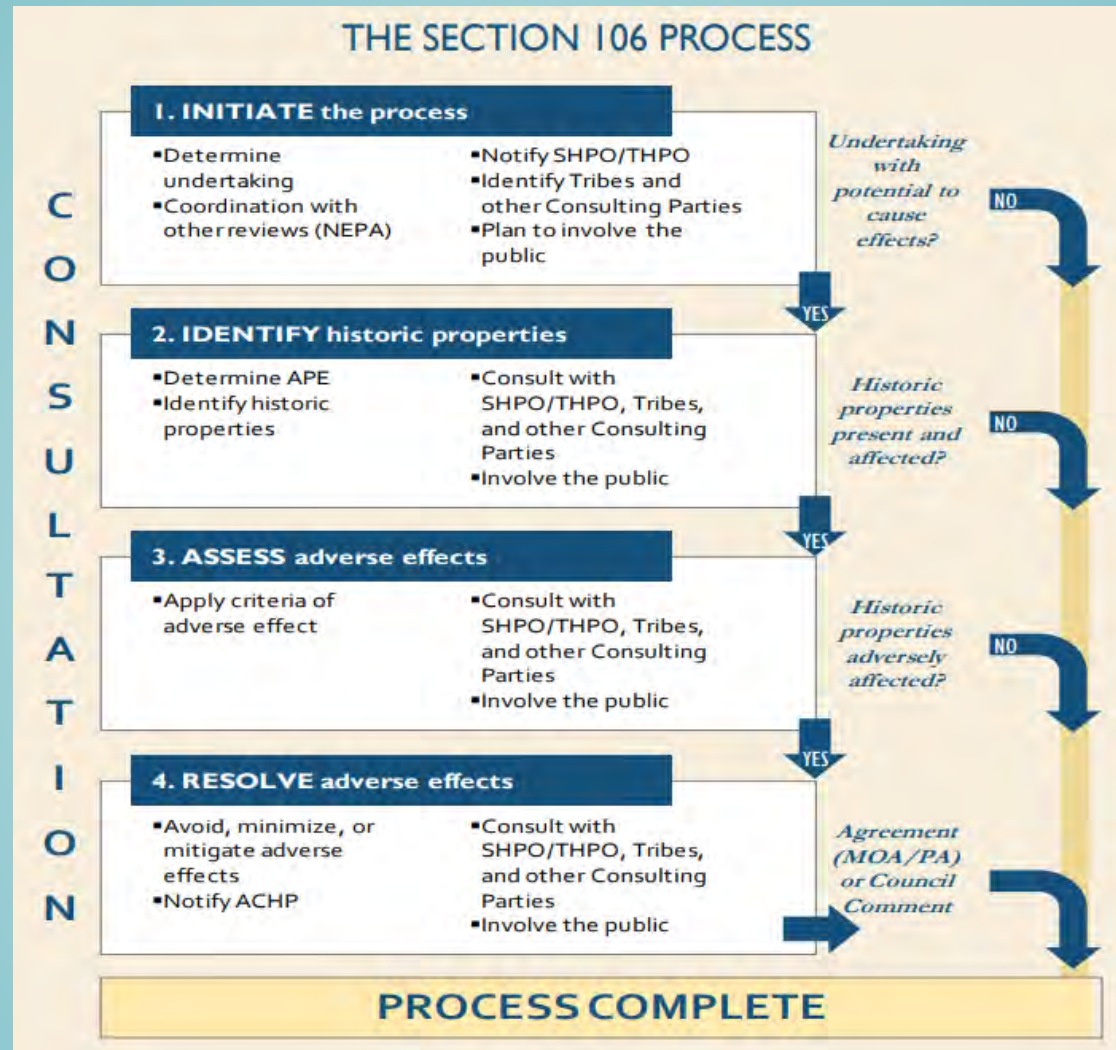 THE SECTION 106 PROCESS
CONSULTATION
1. INITIATE the process
▪Determine
undertaking
▪Coordination with
other reviews (NEPA)
▪Notify SHPO/THPO
▪Identify Tribes and
other Consulting Parties
▪Plan to involve the
public
Undertaking
with
potential to
cause
effects?
NO
YES
2. IDENTIFY historic properties
▪Determine APE
▪Identify historic
properties
▪Consult with
SHPO/THPO, Tribes,
and other Consulting
Parties
▪Involve the public
Historic
properties
present and
affected?
NO
YES
3. ASSESS adverse effects
▪Apply criteria of
adverse effect
▪Consult with
SHPO/THPO, Tribes,
and other Consulting
Parties
▪Involve the public
Historic
properties
adversely
affected?
NO
YES
4. RESOLVE adverse effects
▪Avoid, minimize, or
mitigate adverse
effects
▪Notify ACHP
▪Consult with
SHPO/THPO, Tribes,
and other Consulting
Parties
▪Involve the public
Agreement
(MOA/PA)
or Council
Comment
PROCESS COMPLETE